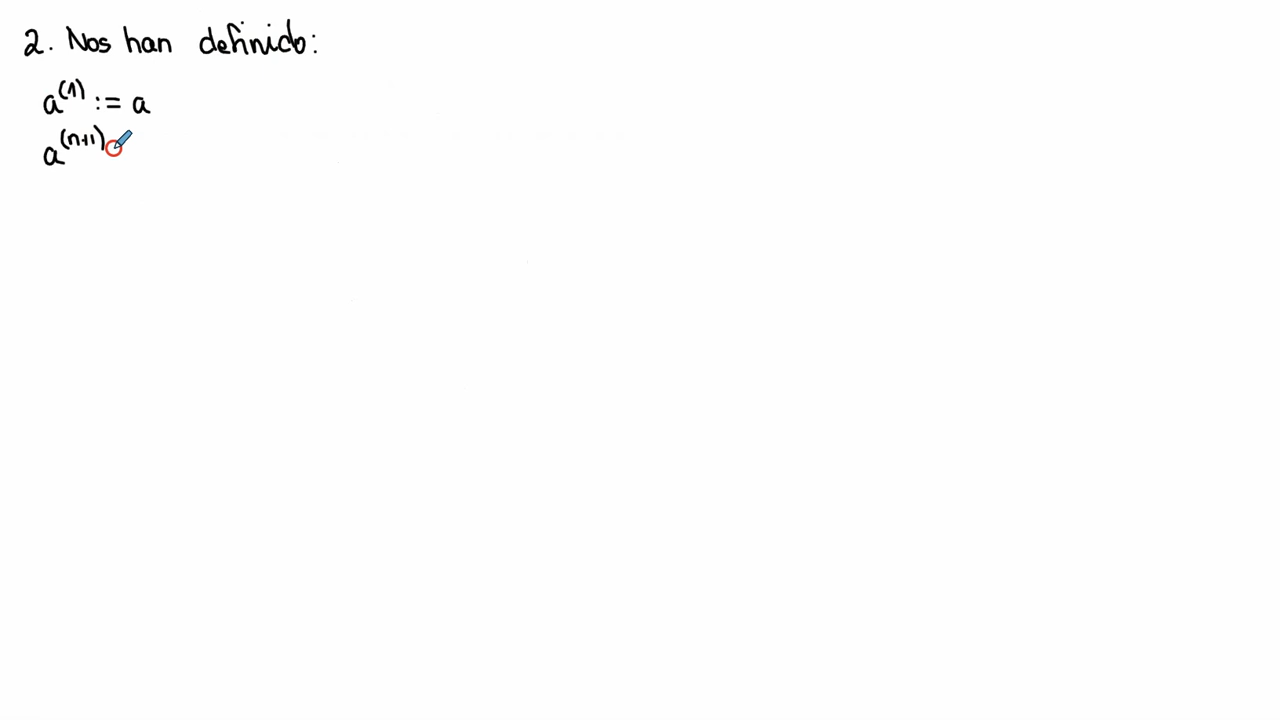 2. Nos han definido:
a^(1) := a
a^(n+1)